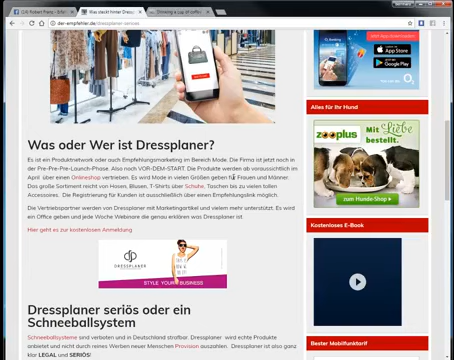 der-empfehler.de/dressplaner-serioes
App Store
Google Play
Alles für Ihr Hund
zooplus
Mit Liebe
bestellt.
zum Hunde-Shop
Was oder Wer ist Dressplaner?
Es ist ein Produktnetwork oder auch Empfehlungsmarketing im Bereich Mode. Die Firma ist jetzt noch in
der Pre-Pre-Pre-Launch-Phase. Also noch VOR-DEM-START. Die Produkte werden ab voraussichtlich im
April über einen Onlineshop vertrieben. Es wird Mode in vielen Größen geben für Frauen und Männer.
Das große Sortiment reicht von Hosen, Blusen, T-Shirts über Schuhe, Taschen bis zu vielen tollen
Accessoires. Die Registrierung für Kunden ist ausschließlich über einen Empfehlungsgeber möglich.
Die Vertriebspartner werden von Dressplaner mit Marketingartikel und vielem mehr unterstützt. Es wird
ein Office geben und jede Woche Webinare die genau erklären was Dressplaner ist.
Hier geht es zur kostenlosen Anmeldung
Kostenloses E-Book
DRESSPLANER
STYLE YOUR BUSINESS
Dressplaner seriös oder ein
Schneeballsystem
Schneeballsysteme sind verboten und in Deutschland strafbar. Dressplaner wird echte Produkte
anbietet und nicht durch reines Werben neuer Menschen Provision auszahlen. Dressplaner ist also ganz
klar LEGAL und SERIÖS!
Bester Mobilfunktarif